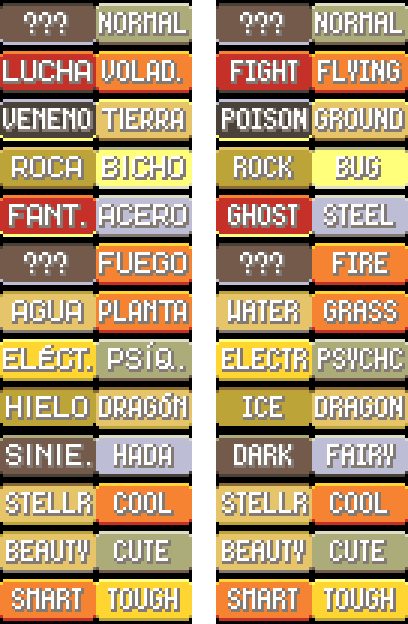 ??? NORMAL ??? NORMAL
LUCHA VOLAD. FIGHT FLYING
VENENO TIERRA POISON GROUND
ROCA BICHO ROCK BUG
FANT. ACERO GHOST STEEL
??? FUEGO ??? FIRE
AGUA PLANTA WATER GRASS
ELÉCT. PSÍQ. ELECTR PSYCHC
HIELO DRAGÓN ICE DRAGON
SINIE. HADA DARK FAIRY
STELLR COOL STELLR COOL
BEAUTY CUTE BEAUTY CUTE
SMART TOUGH SMART TOUGH